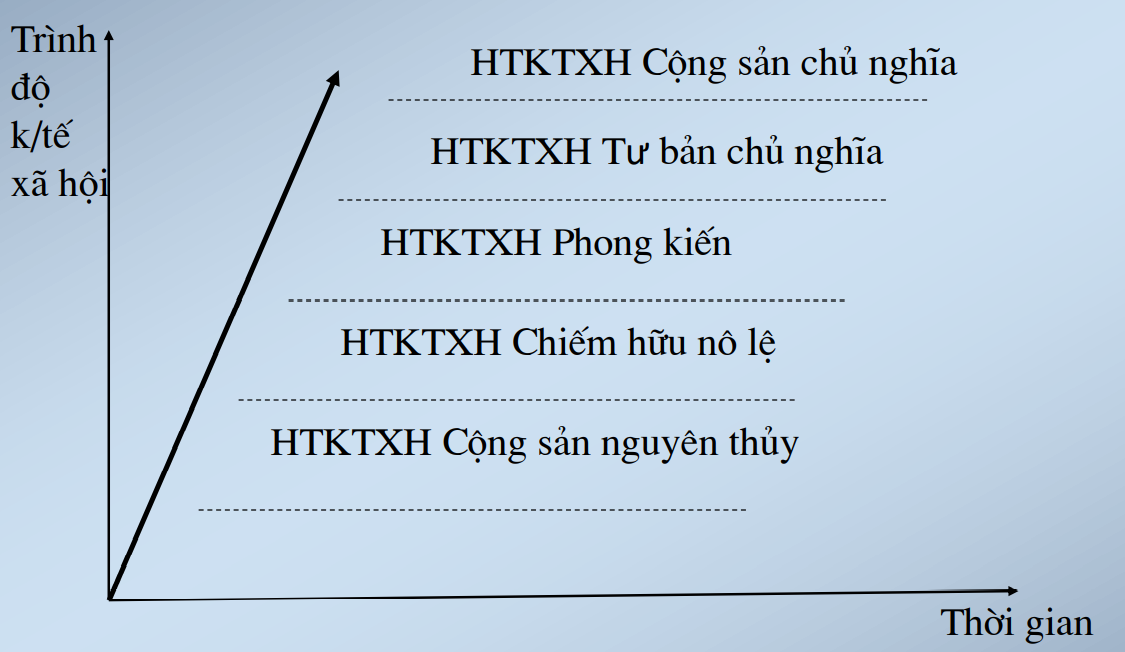 Trình
độ
k/tế
xã hội
HTKTXH Cộng sản chủ nghĩa
HTKTXH Tư bản chủ nghĩa
HTKTXH Phong kiến
HTKTXH Chiếm hữu nô lệ
HTKTXH Cộng sản nguyên thủy
Thời gian